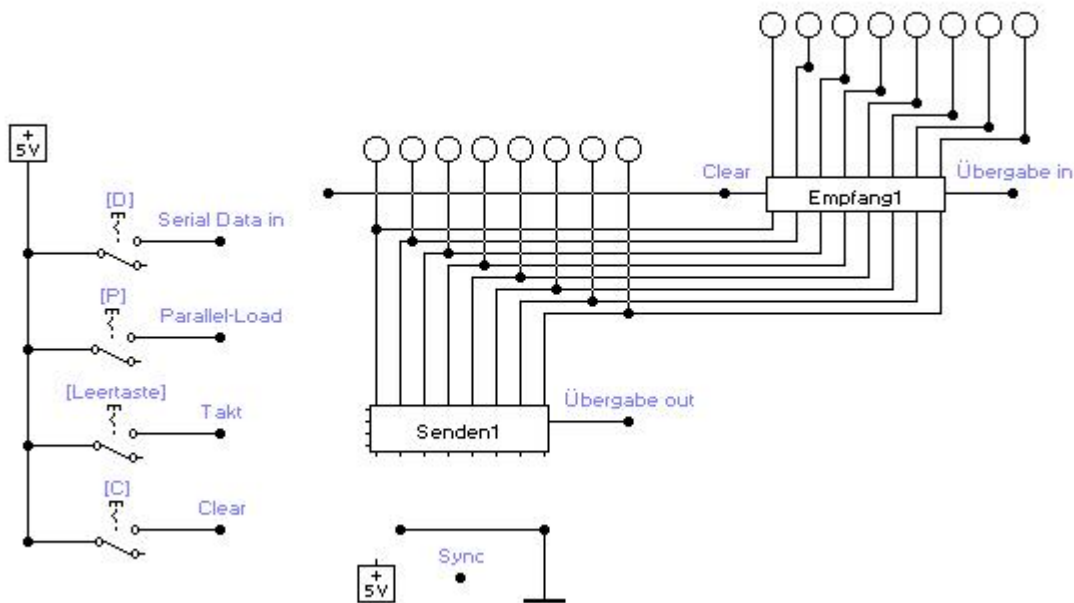 Clear
Übergabe in
Empfang1
+
5V
[D]
Serial Data in
[P]
Parallel-Load
[Leertaste]
Takt
Übergabe out
Senden1
[C]
Clear
Sync
+
5V